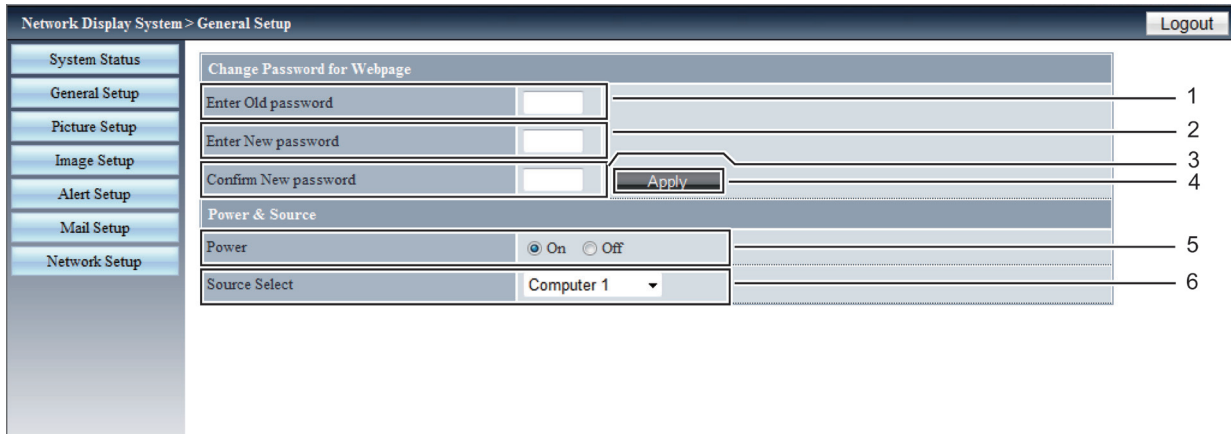 Network Display System > General Setup
Logout
System Status
General Setup
Picture Setup
Image Setup
Alert Setup
Mail Setup
Network Setup
Change Password for Webpage
Enter Old password
1
Enter New password
2
Confirm New password
3
Apply
4
Power & Source
Power On Off
5
Source Select Computer 1
6